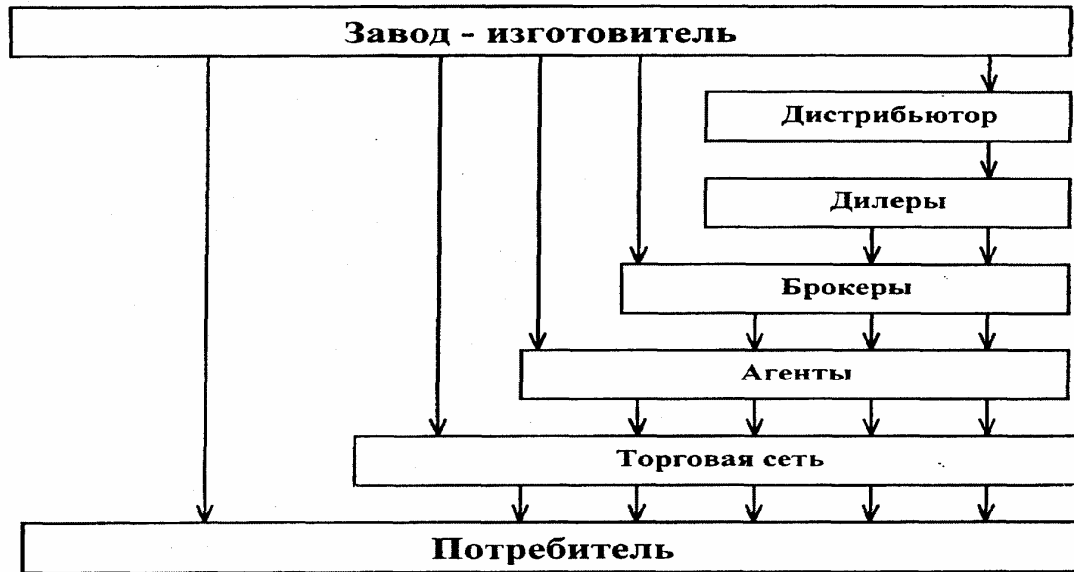 Завод - изготовитель
Дистрибьютор
Дилеры
Брокеры
Агенты
Торговая сеть
Потребитель